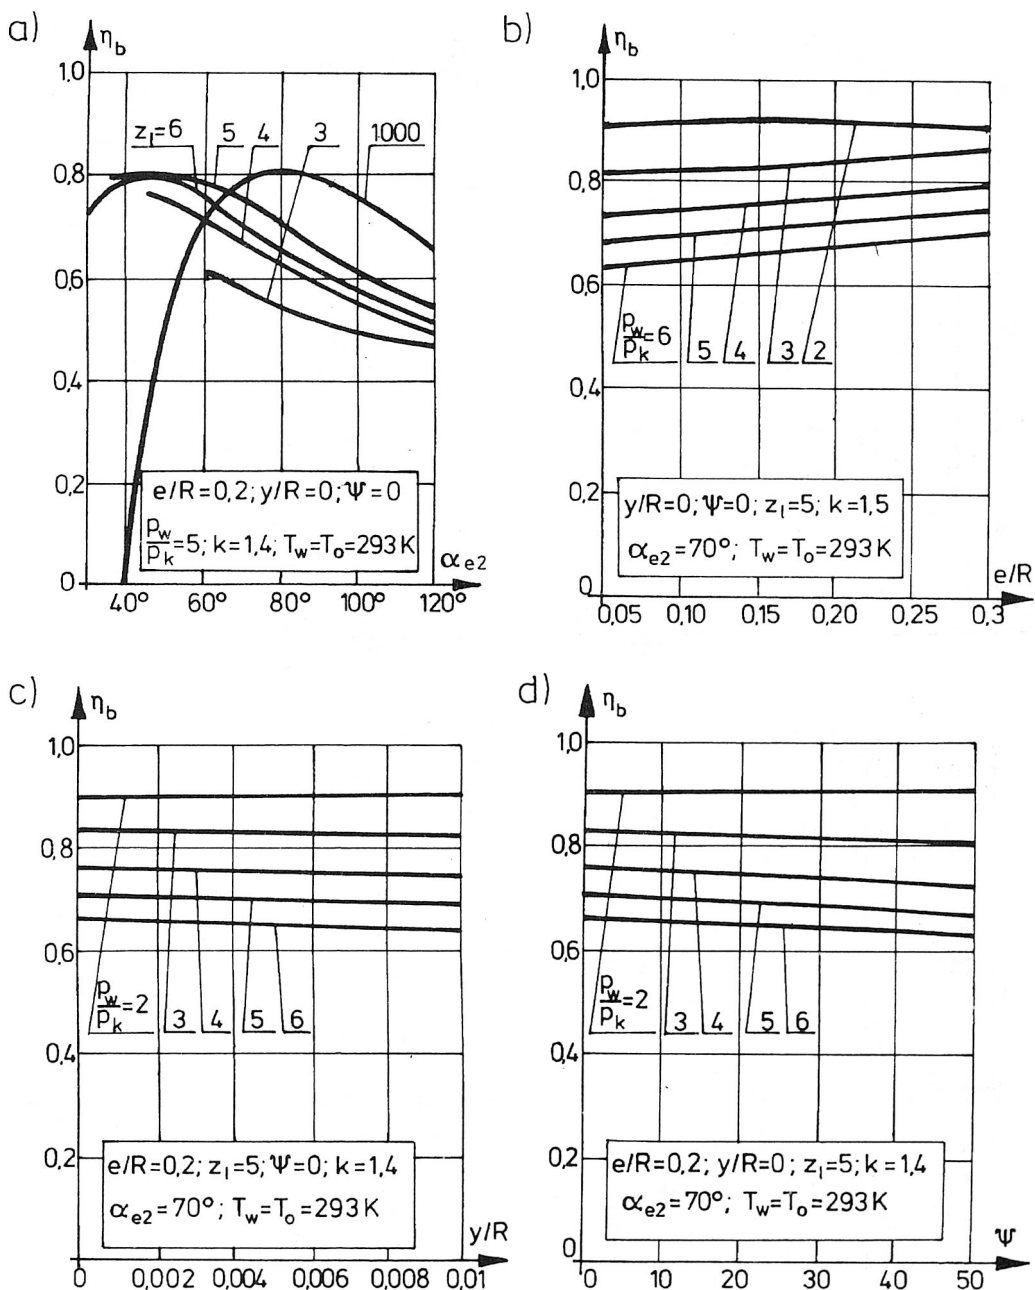 a)
η_b
1,0
0,8
0,6
0,4
0,2
0
z_l=6
5
4
3
1000
e/R=0,2; y/R=0; Ψ=0
p_w/p_k=5; k=1,4; T_w=T_o=293K
α_e2
40° 60° 80° 100° 120°
b)
η_b
1,0
0,8
0,6
0,4
0,2
0
p_w/p_k=6
5
4
3
2
y/R=0; Ψ=0; z_l=5; k=1,5
α_e2=70°; T_w=T_o=293K
e/R
0,05 0,10 0,15 0,20 0,25 0,3
c)
η_b
1,0
0,8
0,6
0,4
0,2
p_w/p_k=2
3
4
5
6
e/R=0,2; z_l=5; Ψ=0; k=1,4
α_e2=70°; T_w=T_o=293K
y/R
0 0,002 0,004 0,006 0,008 0,01
d)
η_b
1,0
0,8
0,6
0,4
0,2
0
p_w/p_k=2
3
4
5
6
e/R=0,2; y/R=0; z_l=5; k=1,4
α_e2=70°; T_w=T_o=293K
Ψ
0 10 20 30 40 50